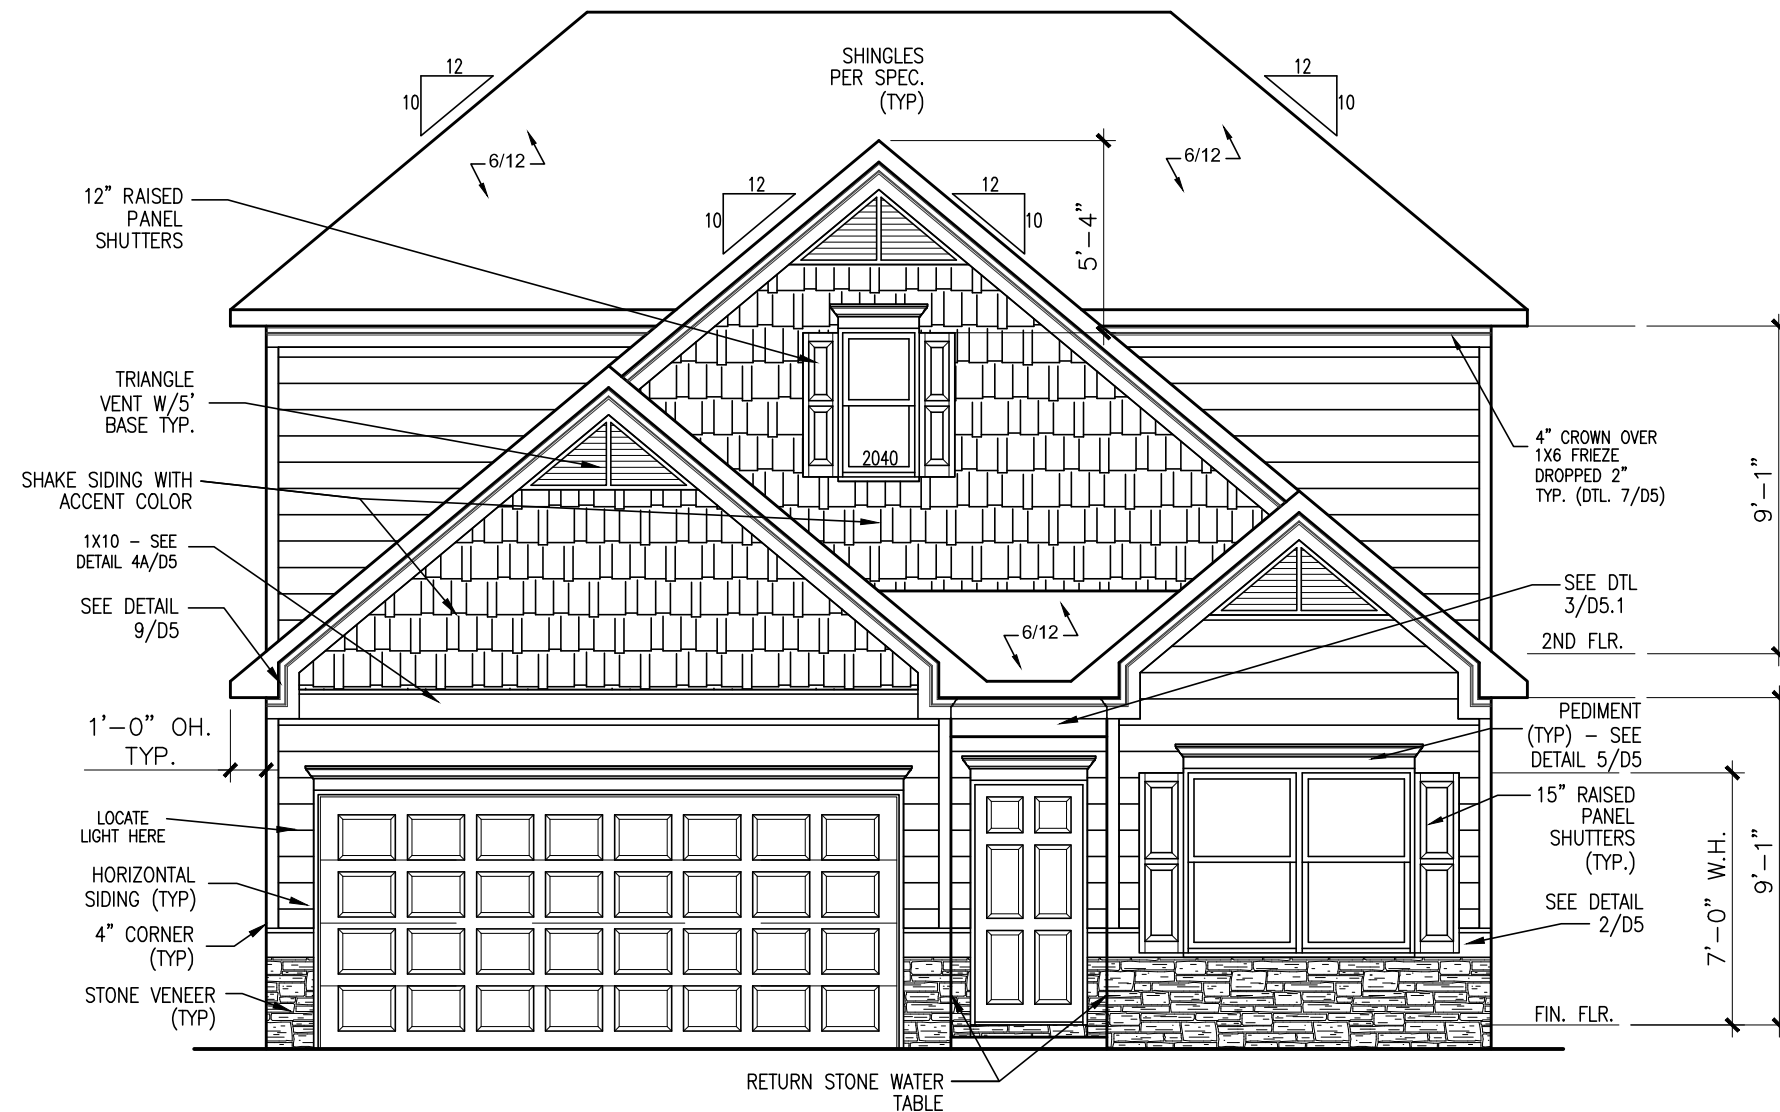 SHINGLES
PER SPEC.
(TYP)
12
10
12
10
6/12
6/12
12
10
12
10
5'-4"
12" RAISED
PANEL
SHUTTERS
TRIANGLE
VENT W/5'
BASE TYP.
SHAKE SIDING WITH
ACCENT COLOR
1X10 - SEE
DETAIL 4A/D5
SEE DETAIL
9/D5
1'-0" OH.
TYP.
LOCATE
LIGHT HERE
HORIZONTAL
SIDING (TYP)
4" CORNER
(TYP)
STONE VENEER
(TYP)
2040
6/12
4" CROWN OVER
1X6 FRIEZE
DROPPED 2"
TYP. (DTL. 7/D5)
9'-1"
SEE DTL
3/D5.1
2ND FLR.
PEDIMENT
(TYP) - SEE
DETAIL 5/D5
15" RAISED
PANEL
SHUTTERS
(TYP.)
SEE DETAIL
2/D5
7'-0" W.H.
9'-1"
FIN. FLR.
RETURN STONE WATER
TABLE